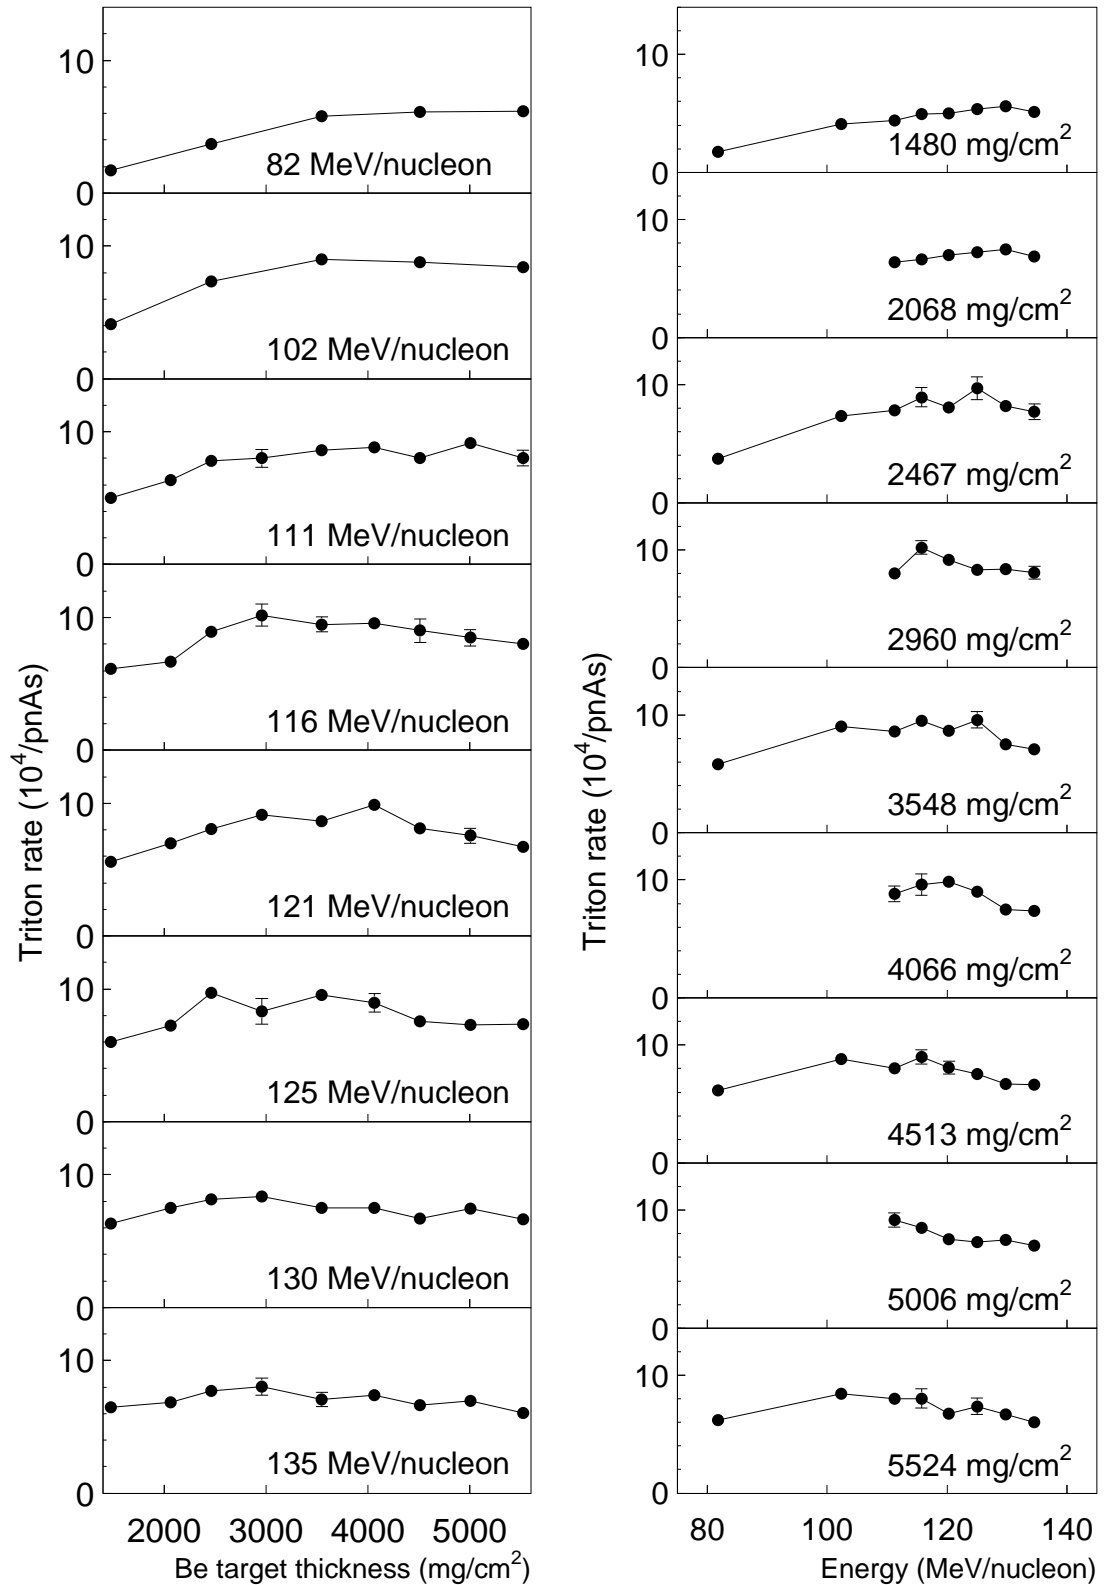 Triton rate (10^4/pnAs)
10
82 MeV/nucleon
0
10
102 MeV/nucleon
0
10
111 MeV/nucleon
0
10
116 MeV/nucleon
0
10
121 MeV/nucleon
0
10
125 MeV/nucleon
0
10
130 MeV/nucleon
0
10
135 MeV/nucleon
0
2000 3000 4000 5000
Be target thickness (mg/cm^2)
Triton rate (10^4/pnAs)
10
1480 mg/cm^2
0
10
2068 mg/cm^2
0
10
2467 mg/cm^2
0
10
2960 mg/cm^2
0
10
3548 mg/cm^2
0
10
4066 mg/cm^2
0
10
4513 mg/cm^2
0
10
5006 mg/cm^2
0
10
5524 mg/cm^2
0
80 100 120 140
Energy (MeV/nucleon)